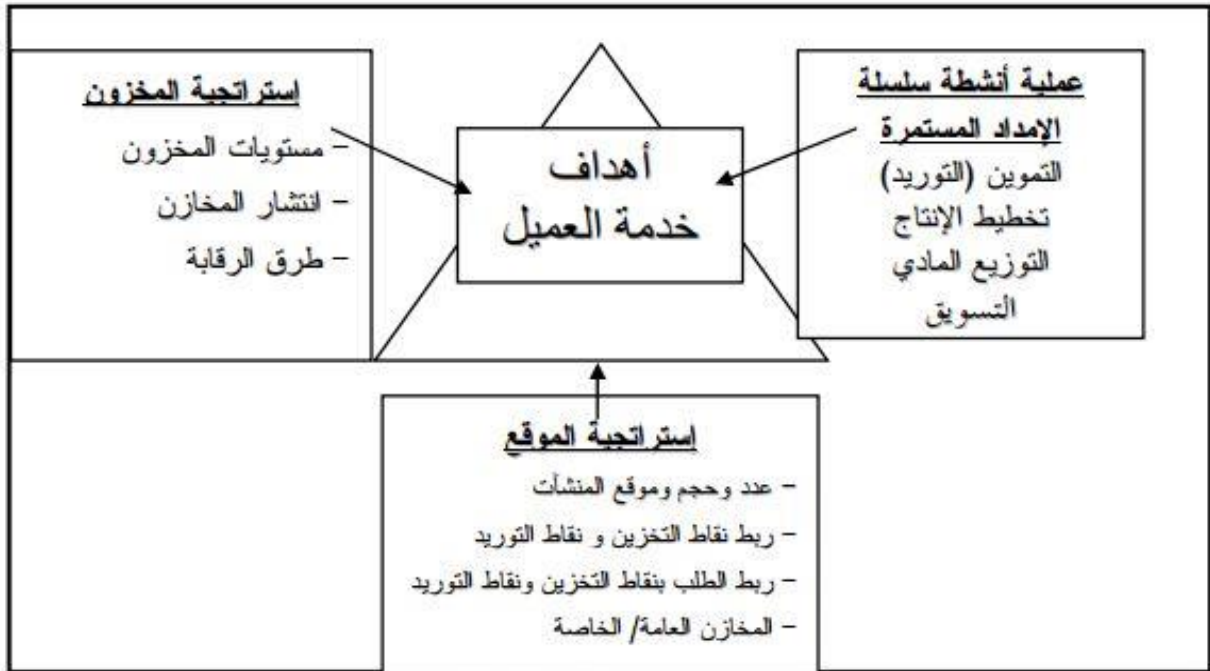 عملية أنشطة سلسلة
الإمداد المستمرة
التموين (التوريد)
تخطيط الإنتاج
التوزيع المادي
التسويق
أهداف
خدمة العميل
إستراتجية المخزون
- مستويات المخزون
- انتشار المخازن
- طرق الرقابة
إستراتجية الموقع
- عدد وحجم وموقع المنشآت
- ربط نقاط التخزين و نقاط التوريد
- ربط الطلب بنقاط التخزين ونقاط التوريد
- المخازن العامة/ الخاصة